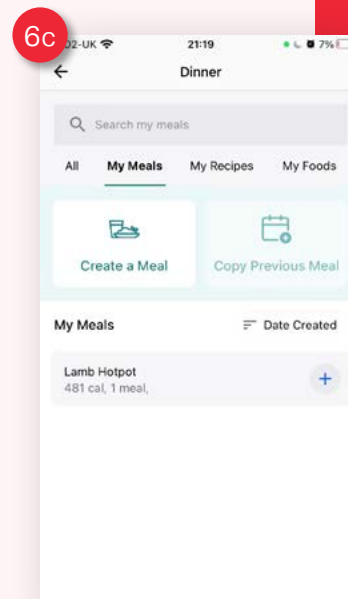 6c
O2-UK 21:19 7%
Dinner
Search my meals
All My Meals My Recipes My Foods
Create a Meal Copy Previous Meal
My Meals Date Created
Lamb Hotpot
481 cal, 1 meal,